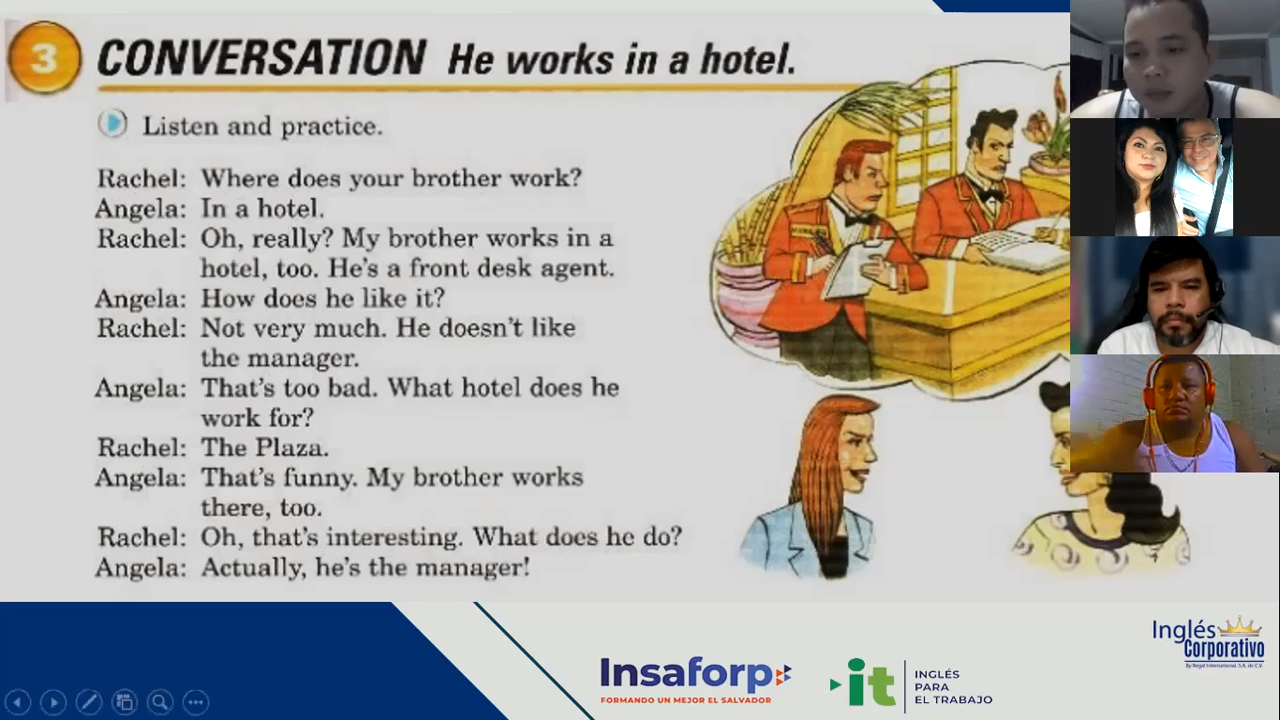 3 CONVERSATION He works in a hotel.
Listen and practice.
Rachel: Where does your brother work?
Angela: In a hotel.
Rachel: Oh, really? My brother works in a
hotel, too. He's a front desk agent.
Angela: How does he like it?
Rachel: Not very much. He doesn't like
the manager.
Angela: That's too bad. What hotel does he
work for?
Rachel: The Plaza.
Angela: That's funny. My brother works
there, too.
Rachel: Oh, that's interesting. What does he do?
Angela: Actually, he's the manager!
Insaforp
FORMANDO UN MEJOR EL SALVADOR
it
INGLÉS
PARA
EL TRABAJO
Inglés
Corporativo
By Regal International, S.A. de C.V.